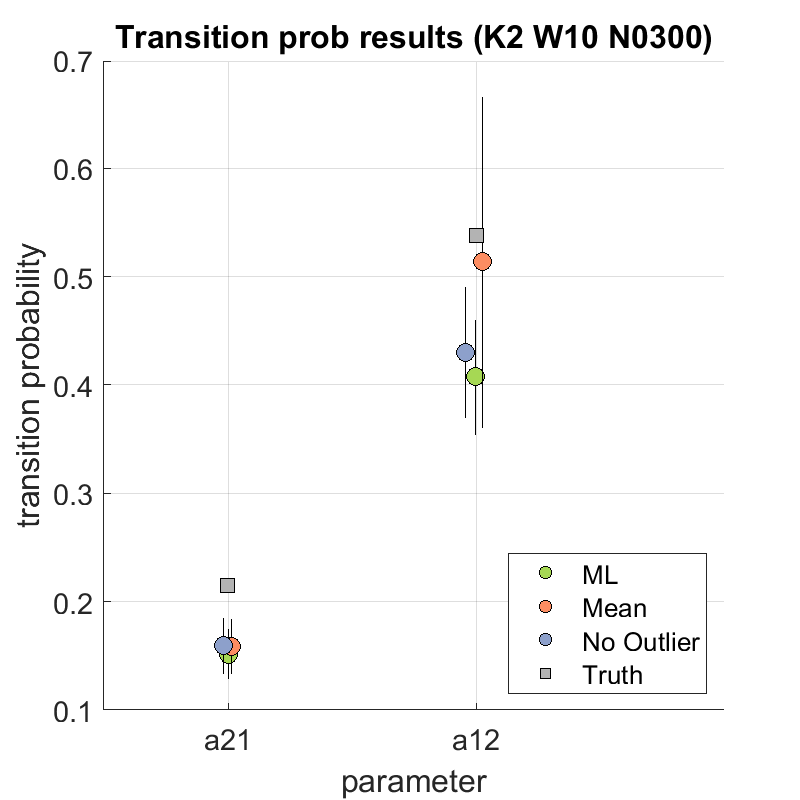 Transition prob results (K2 W10 N0300)
transition probability
0.7
0.6
0.5
0.4
0.3
0.2
0.1
ML
Mean
No Outlier
Truth
a21
a12
parameter